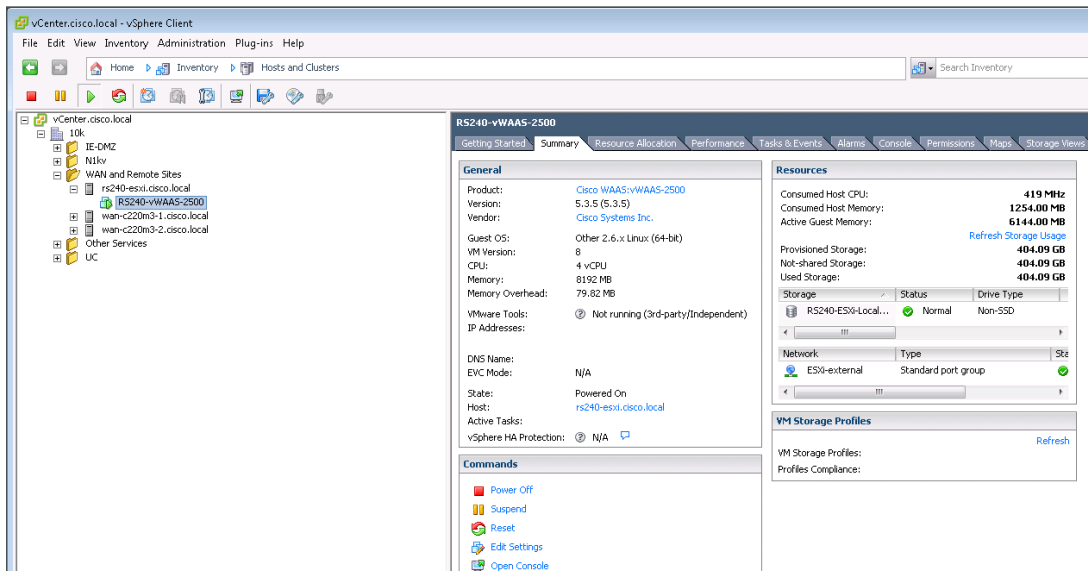 vCenter.cisco.local - vSphere Client
File Edit View Inventory Administration Plug-ins Help
Home Inventory Hosts and Clusters
Search Inventory
vCenter.cisco.local
10k
IE-DMZ
N1kv
WAN and Remote Sites
rs240-esxi.cisco.local
RS240-vWAAS-2500
wan-c220m3-1.cisco.local
wan-c220m3-2.cisco.local
Other Services
UC
RS240-vWAAS-2500
Getting Started Summary Resource Allocation Performance Tasks & Events Alarms Console Permissions Maps Storage Views
General
Product: Cisco WAAS:vWAAS-2500
Version: 5.3.5 (5.3.5)
Vendor: Cisco Systems Inc.
Guest OS: Other 2.6.x Linux (64-bit)
VM Version: 8
CPU: 4 vCPU
Memory: 8192 MB
Memory Overhead: 79.82 MB
VMware Tools: Not running (3rd-party/Independent)
IP Addresses:
DNS Name:
EVC Mode: N/A
State: Powered On
Host: rs240-esxi.cisco.local
Active Tasks:
vSphere HA Protection: N/A
Commands
Power Off
Suspend
Reset
Edit Settings
Open Console
Resources
Consumed Host CPU: 419 MHz
Consumed Host Memory: 1254.00 MB
Active Guest Memory: 6144.00 MB
Refresh Storage Usage
Provisioned Storage: 404.09 GB
Not-shared Storage: 404.09 GB
Used Storage: 404.09 GB
Storage Status Drive Type
RS240-ESXi-Local... Normal Non-SSD
Network Type Sta
ESXi-external Standard port group
VM Storage Profiles
Refresh
VM Storage Profiles:
Profiles Compliance: